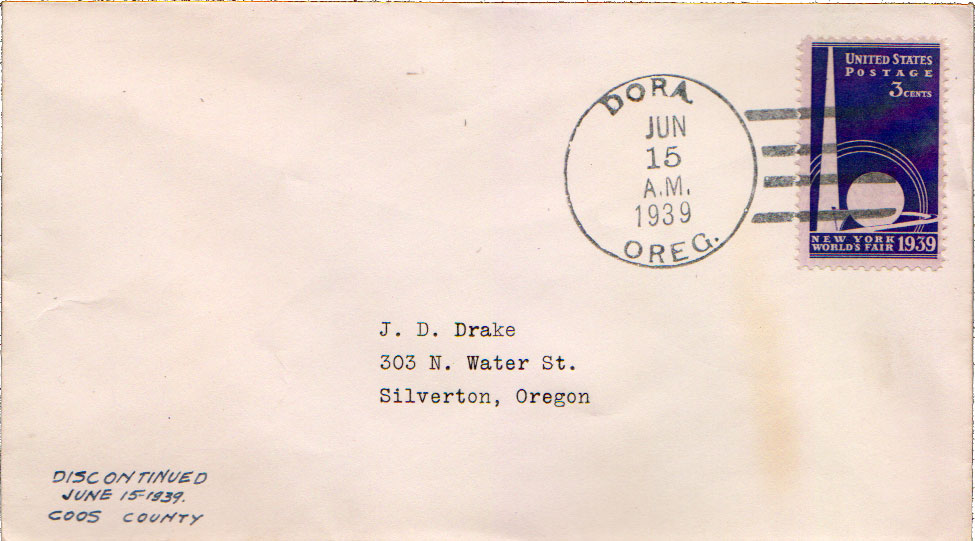 UNITED STATES
POSTAGE
3 CENTS
DORA
JUN
15
A.M.
1939
OREG.
NEW YORK
WORLD'S FAIR 1939
J. D. Drake
303 N. Water St.
Silverton, Oregon
DISCONTINUED
JUNE 15-1939.
COOS COUNTY